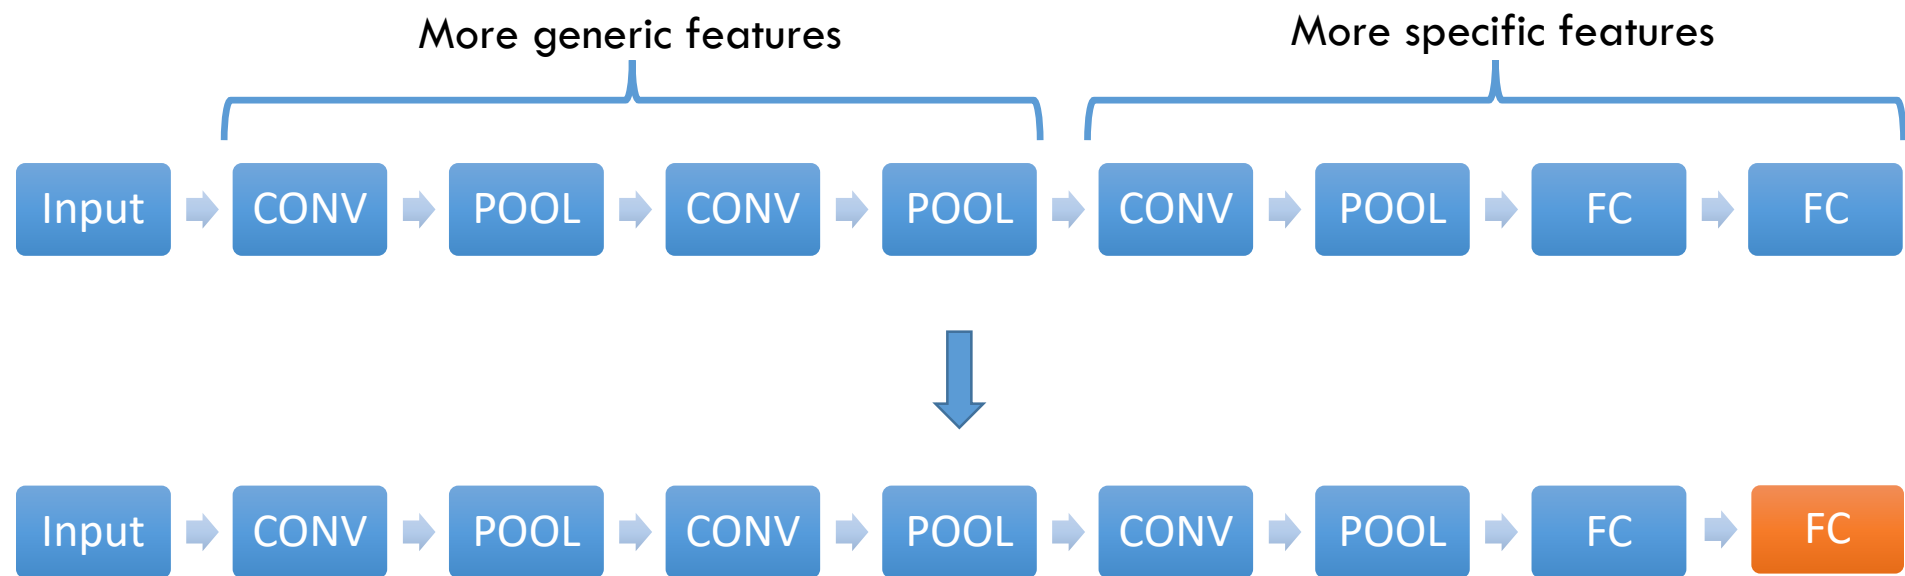 More generic features
More specific features
Input CONV POOL CONV POOL CONV POOL FC FC
Input CONV POOL CONV POOL CONV POOL FC FC